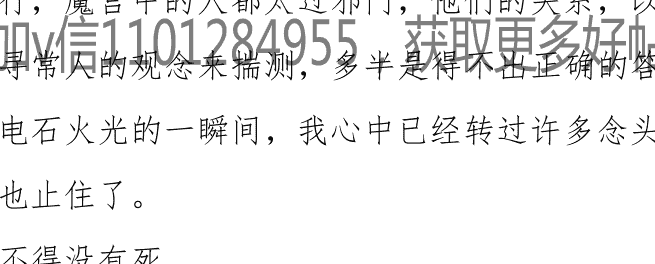 行，魔宫中的人都太过邪门，他们的关系，以
加v信1101284955 获取更多好帖
寻常人的观念来揣测，多半是得不出正确的答
电石火光的一瞬间，我心中已经转过许多念头
也止住了。
不得没有死